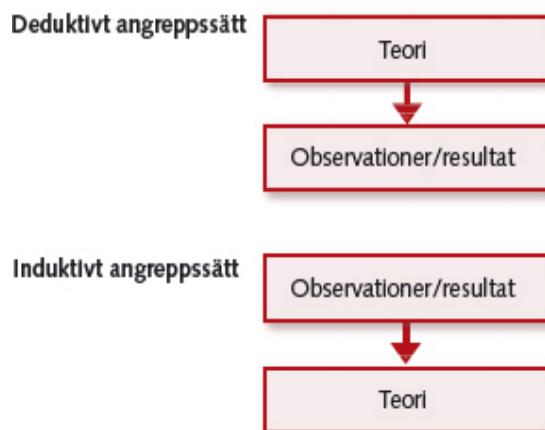 Deduktivt angreppssätt
Teori
Observationer/resultat
Induktivt angreppssätt
Observationer/resultat
Teori